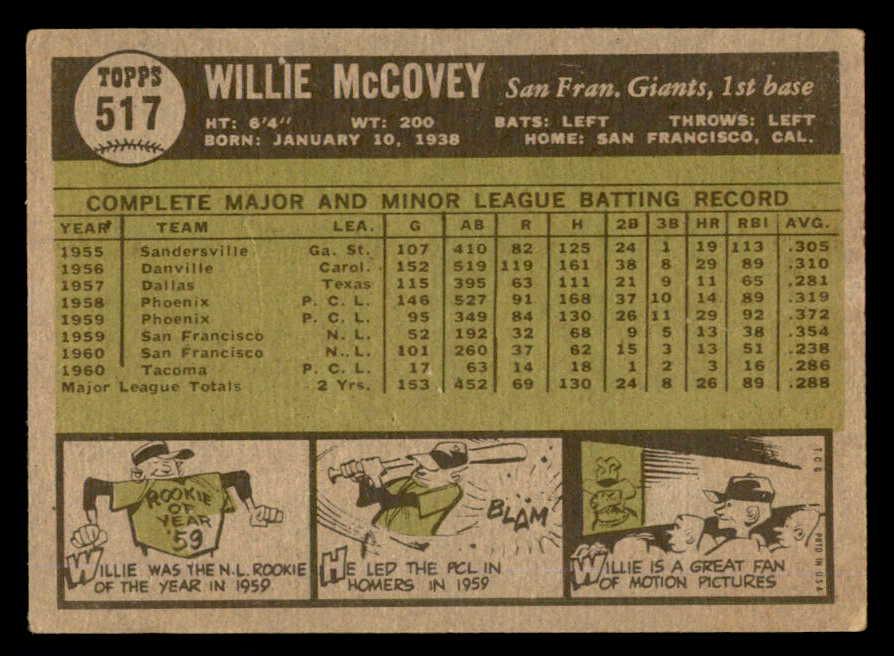 TOPPS
517
WILLIE McCOVEY San Fran. Giants, 1st base
HT: 6'4" WT: 200 BATS: LEFT THROWS: LEFT
BORN: JANUARY 10, 1938 HOME: SAN FRANCISCO, CAL.
COMPLETE MAJOR AND MINOR LEAGUE BATTING RECORD
YEAR TEAM LEA. G AB R H 2B 3B HR RBI AVG.
1955 Sandersville Ga. St. 107 410 82 125 24 1 19 113 .305
1956 Danville Carol. 152 519 119 161 38 8 29 89 .310
1957 Dallas Texas 115 395 63 111 21 9 11 65 .281
1958 Phoenix P. C. L. 146 527 91 168 37 10 14 89 .319
1959 Phoenix P. C. L. 95 349 84 130 26 11 29 92 .372
1959 San Francisco N. L. 52 192 32 68 9 5 13 38 .354
1960 San Francisco N. L. 101 260 37 62 15 3 13 51 .238
1960 Tacoma P. C. L. 17 63 14 18 1 2 3 16 .286
Major League Totals 2 Yrs. 153 452 69 130 24 8 26 89 .288
ROOKIE
OF
YEAR
'59
WILLIE WAS THE N.L. ROOKIE
OF THE YEAR IN 1959
BLAM
HE LED THE PCL IN
HOMERS IN 1959
WILLIE IS A GREAT FAN
OF MOTION PICTURES
T.C.G. PRTD IN U.S.A.